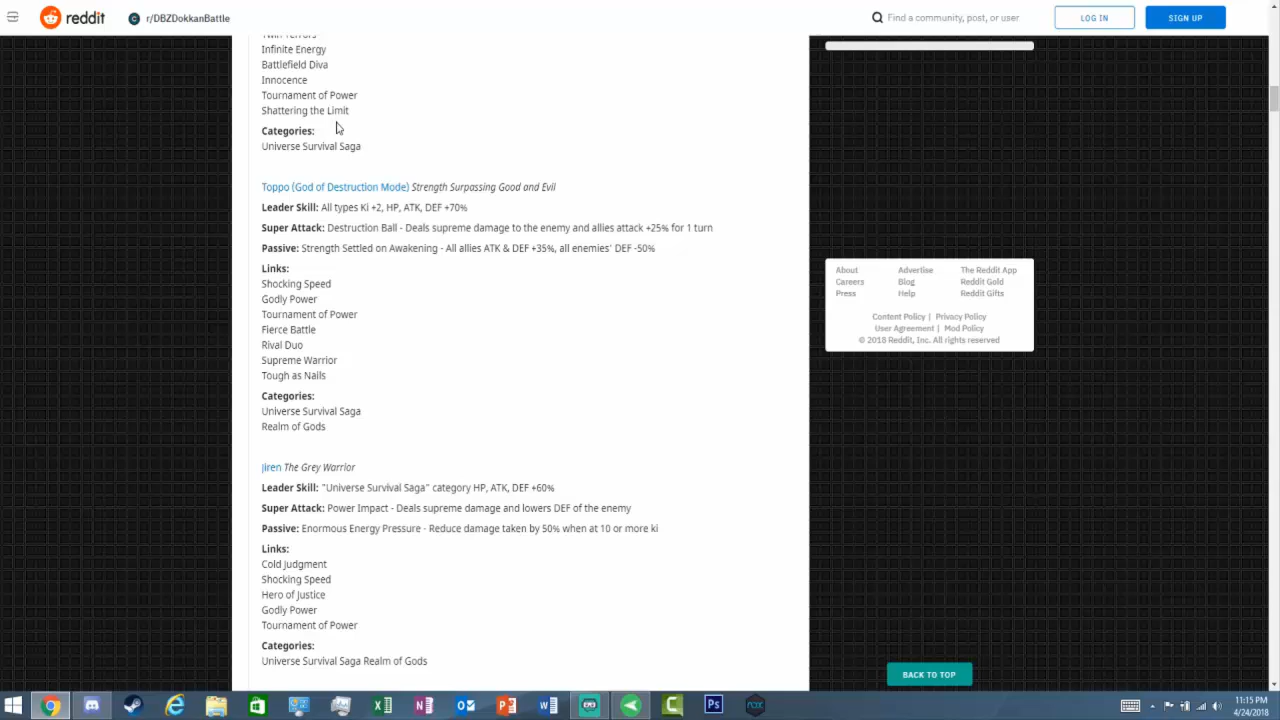 reddit
r/DBZDokkanBattle
Find a community, post, or user
LOG IN
SIGN UP
Twin Terrors
Infinite Energy
Battlefield Diva
Innocence
Tournament of Power
Shattering the Limit
Categories:
Universe Survival Saga
Toppo (God of Destruction Mode) Strength Surpassing Good and Evil
Leader Skill: All types Ki +2, HP, ATK, DEF +70%
Super Attack: Destruction Ball - Deals supreme damage to the enemy and allies attack +25% for 1 turn
Passive: Strength Settled on Awakening - All allies ATK & DEF +35%, all enemies' DEF -50%
Links:
Shocking Speed
Godly Power
Tournament of Power
Fierce Battle
Rival Duo
Supreme Warrior
Tough as Nails
Categories:
Universe Survival Saga
Realm of Gods
Jiren The Grey Warrior
Leader Skill: "Universe Survival Saga" category HP, ATK, DEF +60%
Super Attack: Power Impact - Deals supreme damage and lowers DEF of the enemy
Passive: Enormous Energy Pressure - Reduce damage taken by 50% when at 10 or more ki
Links:
Cold Judgment
Shocking Speed
Hero of Justice
Godly Power
Tournament of Power
Categories:
Universe Survival Saga Realm of Gods
About Advertise The Reddit App
Careers Blog Reddit Gold
Press Help Reddit Gifts
Content Policy | Privacy Policy
User Agreement | Mod Policy
© 2018 Reddit, Inc. All rights reserved
BACK TO TOP
11:15 PM
4/24/2018